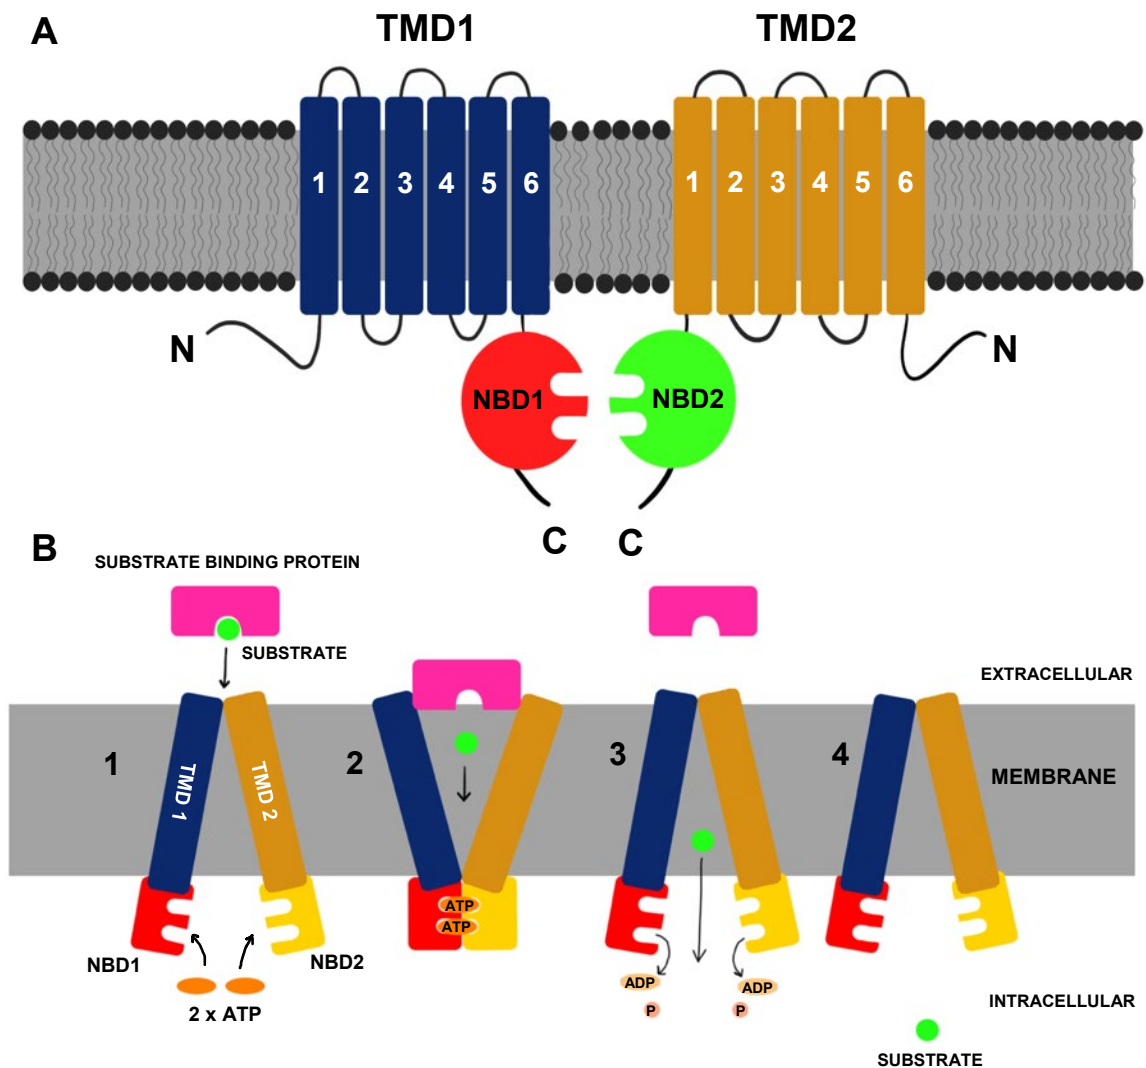 A
TMD1
TMD2
1 2 3 4 5 6
1 2 3 4 5 6
N
N
NBD1
NBD2
C
C
B
SUBSTRATE BINDING PROTEIN
SUBSTRATE
EXTRACELLULAR
1
2
3
4
TMD 1
TMD 2
MEMBRANE
ATP
ATP
NBD1
NBD2
2 x ATP
ADP
ADP
P
P
INTRACELLULAR
SUBSTRATE